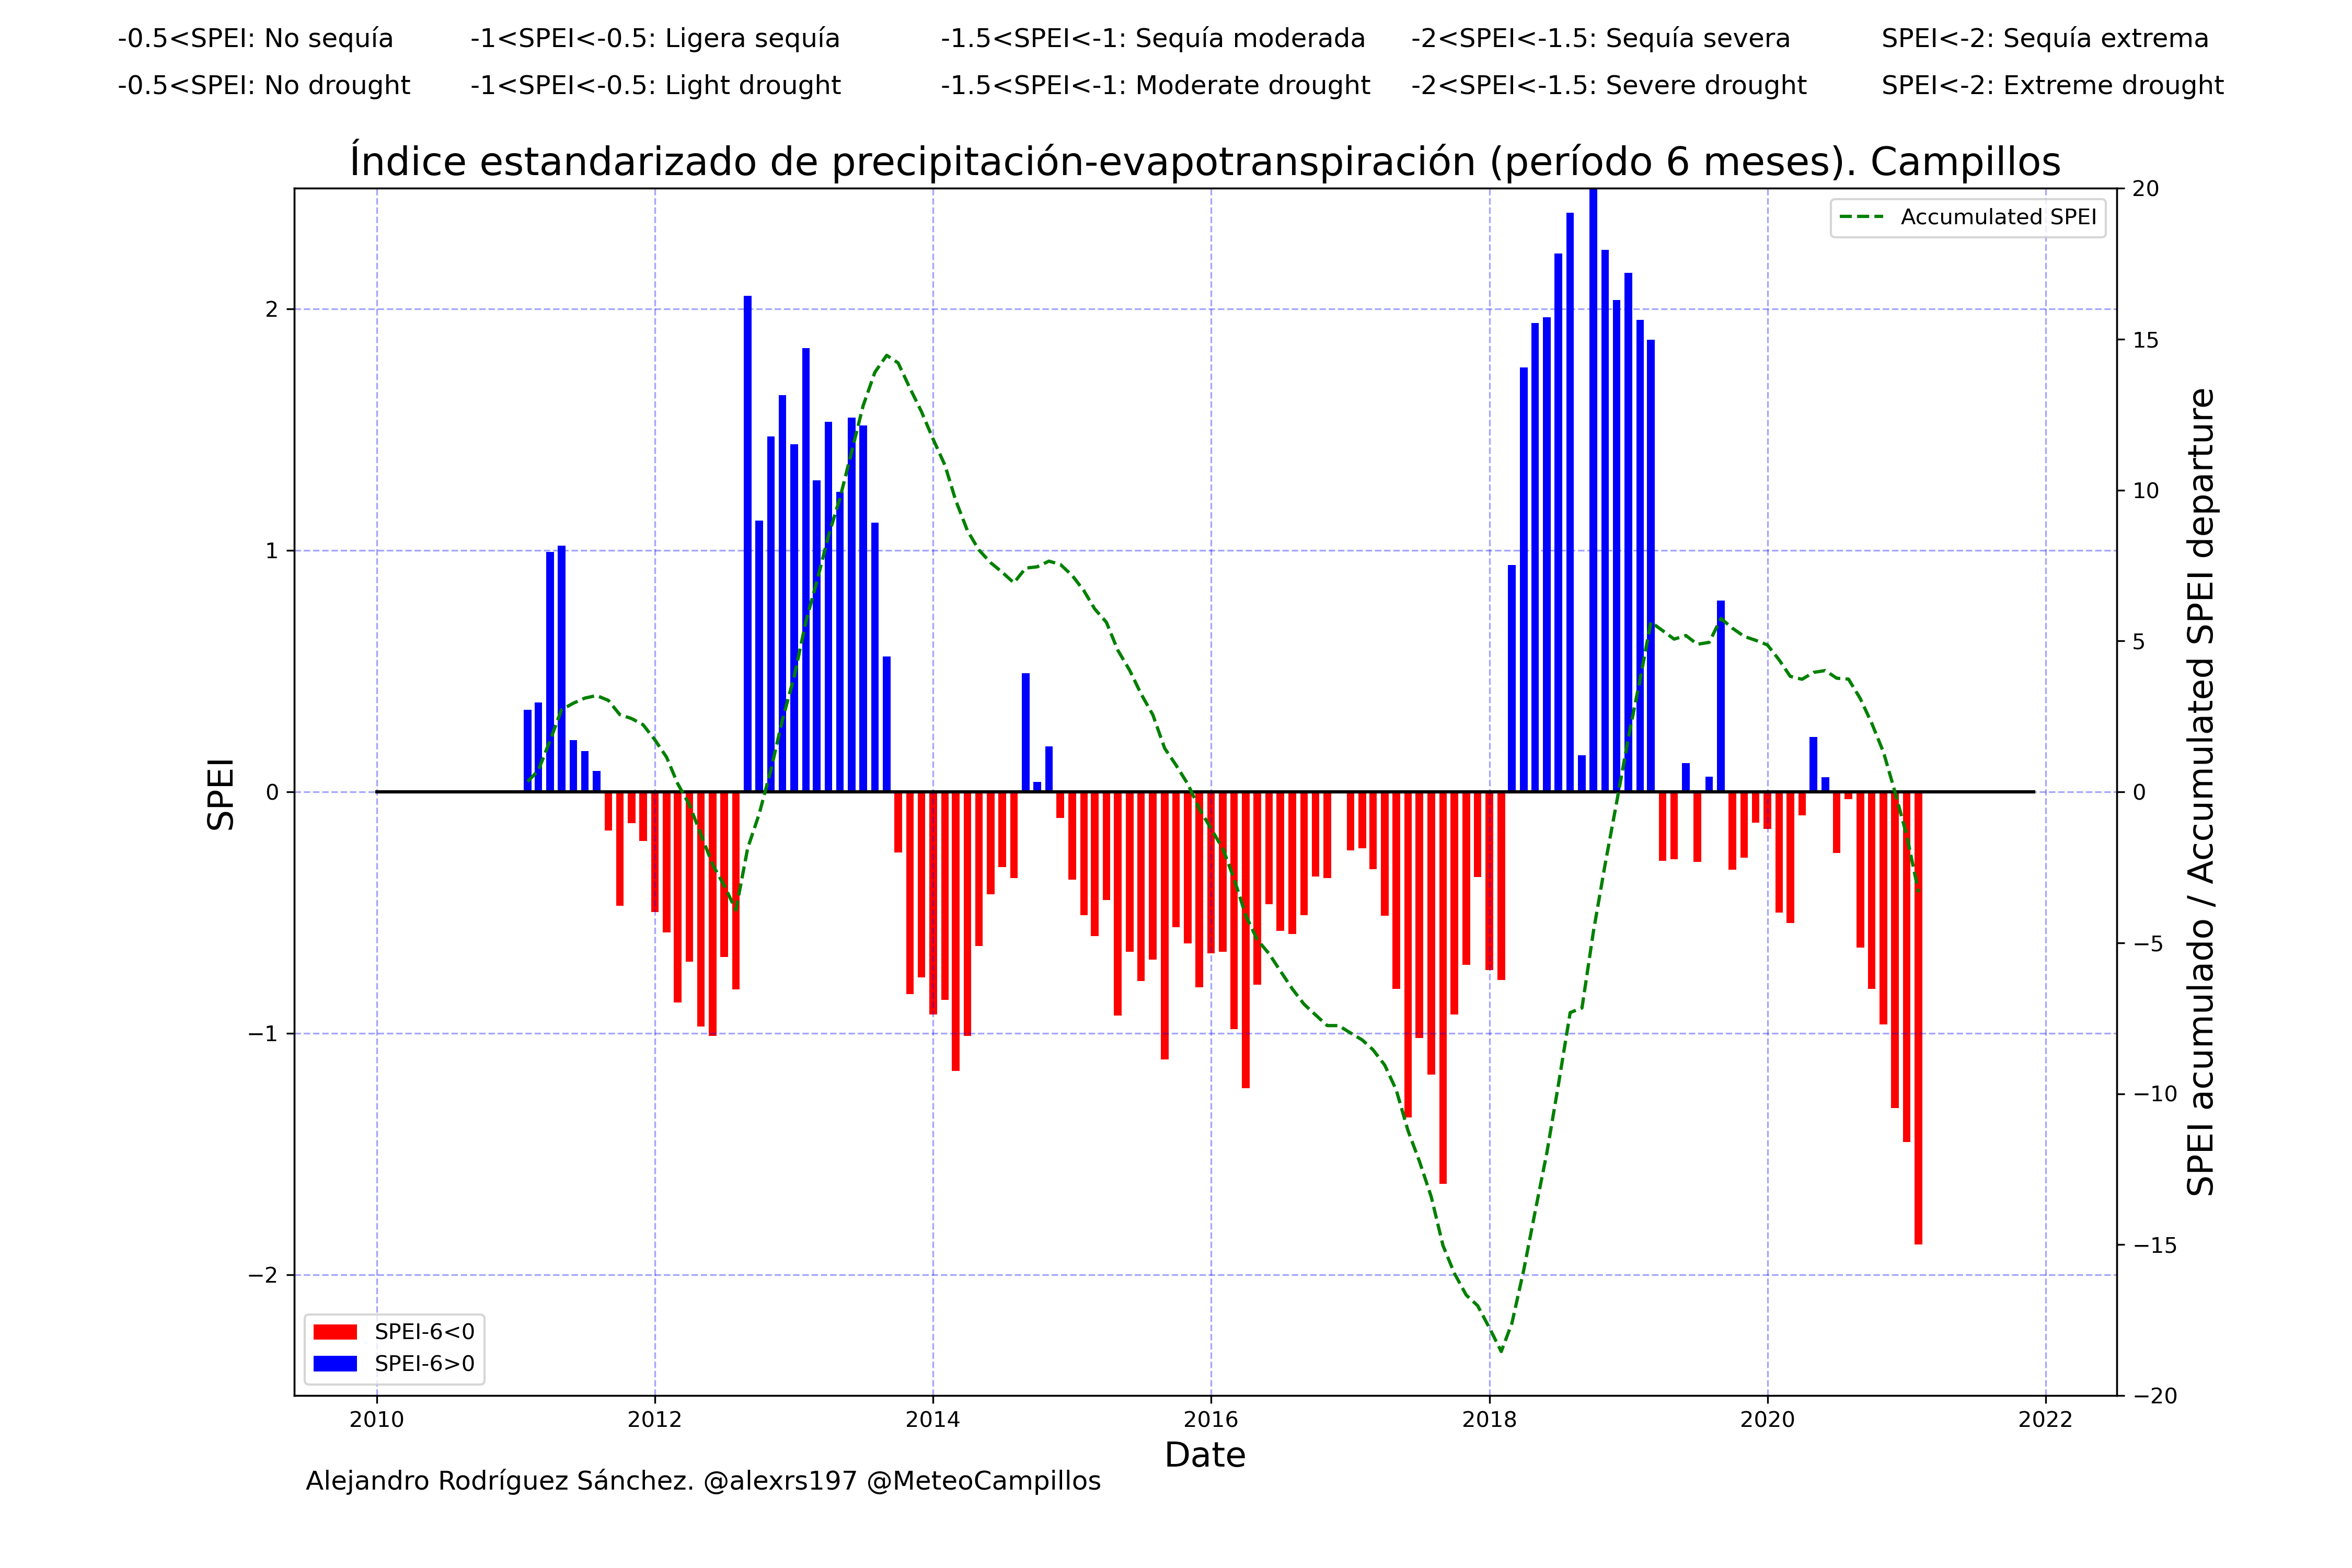 -0.5<SPEI: No sequía -1<SPEI<-0.5: Ligera sequía -1.5<SPEI<-1: Sequía moderada -2<SPEI<-1.5: Sequía severa SPEI<-2: Sequía extrema
-0.5<SPEI: No drought -1<SPEI<-0.5: Light drought -1.5<SPEI<-1: Moderate drought -2<SPEI<-1.5: Severe drought SPEI<-2: Extreme drought
Índice estandarizado de precipitación-evapotranspiración (período 6 meses). Campillos
Accumulated SPEI
SPEI
2
1
0
−1
−2
20
15
10
5
0
−5
−10
−15
−20
SPEI acumulado / Accumulated SPEI departure
SPEI-6<0
SPEI-6>0
2010 2012 2014 2016 2018 2020 2022
Date
Alejandro Rodríguez Sánchez. @alexrs197 @MeteoCampillos